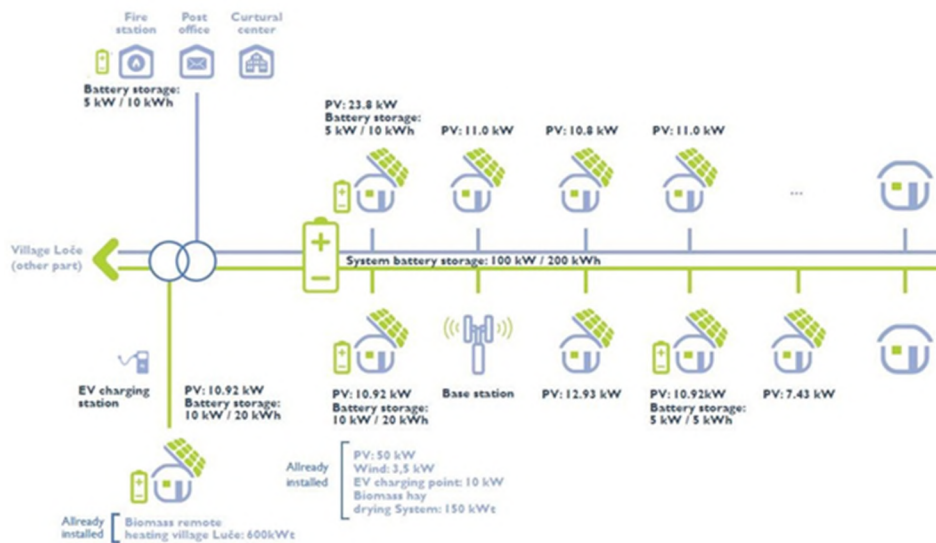 Fire
station
Post
office
Curtural
center
Battery storage:
5 kW / 10 kWh
PV: 23.8 kW
Battery storage:
5 kW / 10 kWh
PV: 11.0 kW
PV: 10.8 kW
PV: 11.0 kW
...
Village Loče
(other part)
System battery storage: 100 kW / 200 kWh
EV charging
station
PV: 10.92 kW
Battery storage:
10 kW / 20 kWh
PV: 10.92 kW
Battery storage:
10 kW / 20 kWh
Base station
PV: 12.93 kW
PV: 10.92kW
Battery storage:
5 kW / 5 kWh
PV: 7.43 kW
Allready
installed
PV: 50 kW
Wind: 3,5 kW
EV charging point: 10 kW
Biomass hay
drying System: 150 kWt
Allready
installed
Biomass remote
heating village Luče: 600kWt